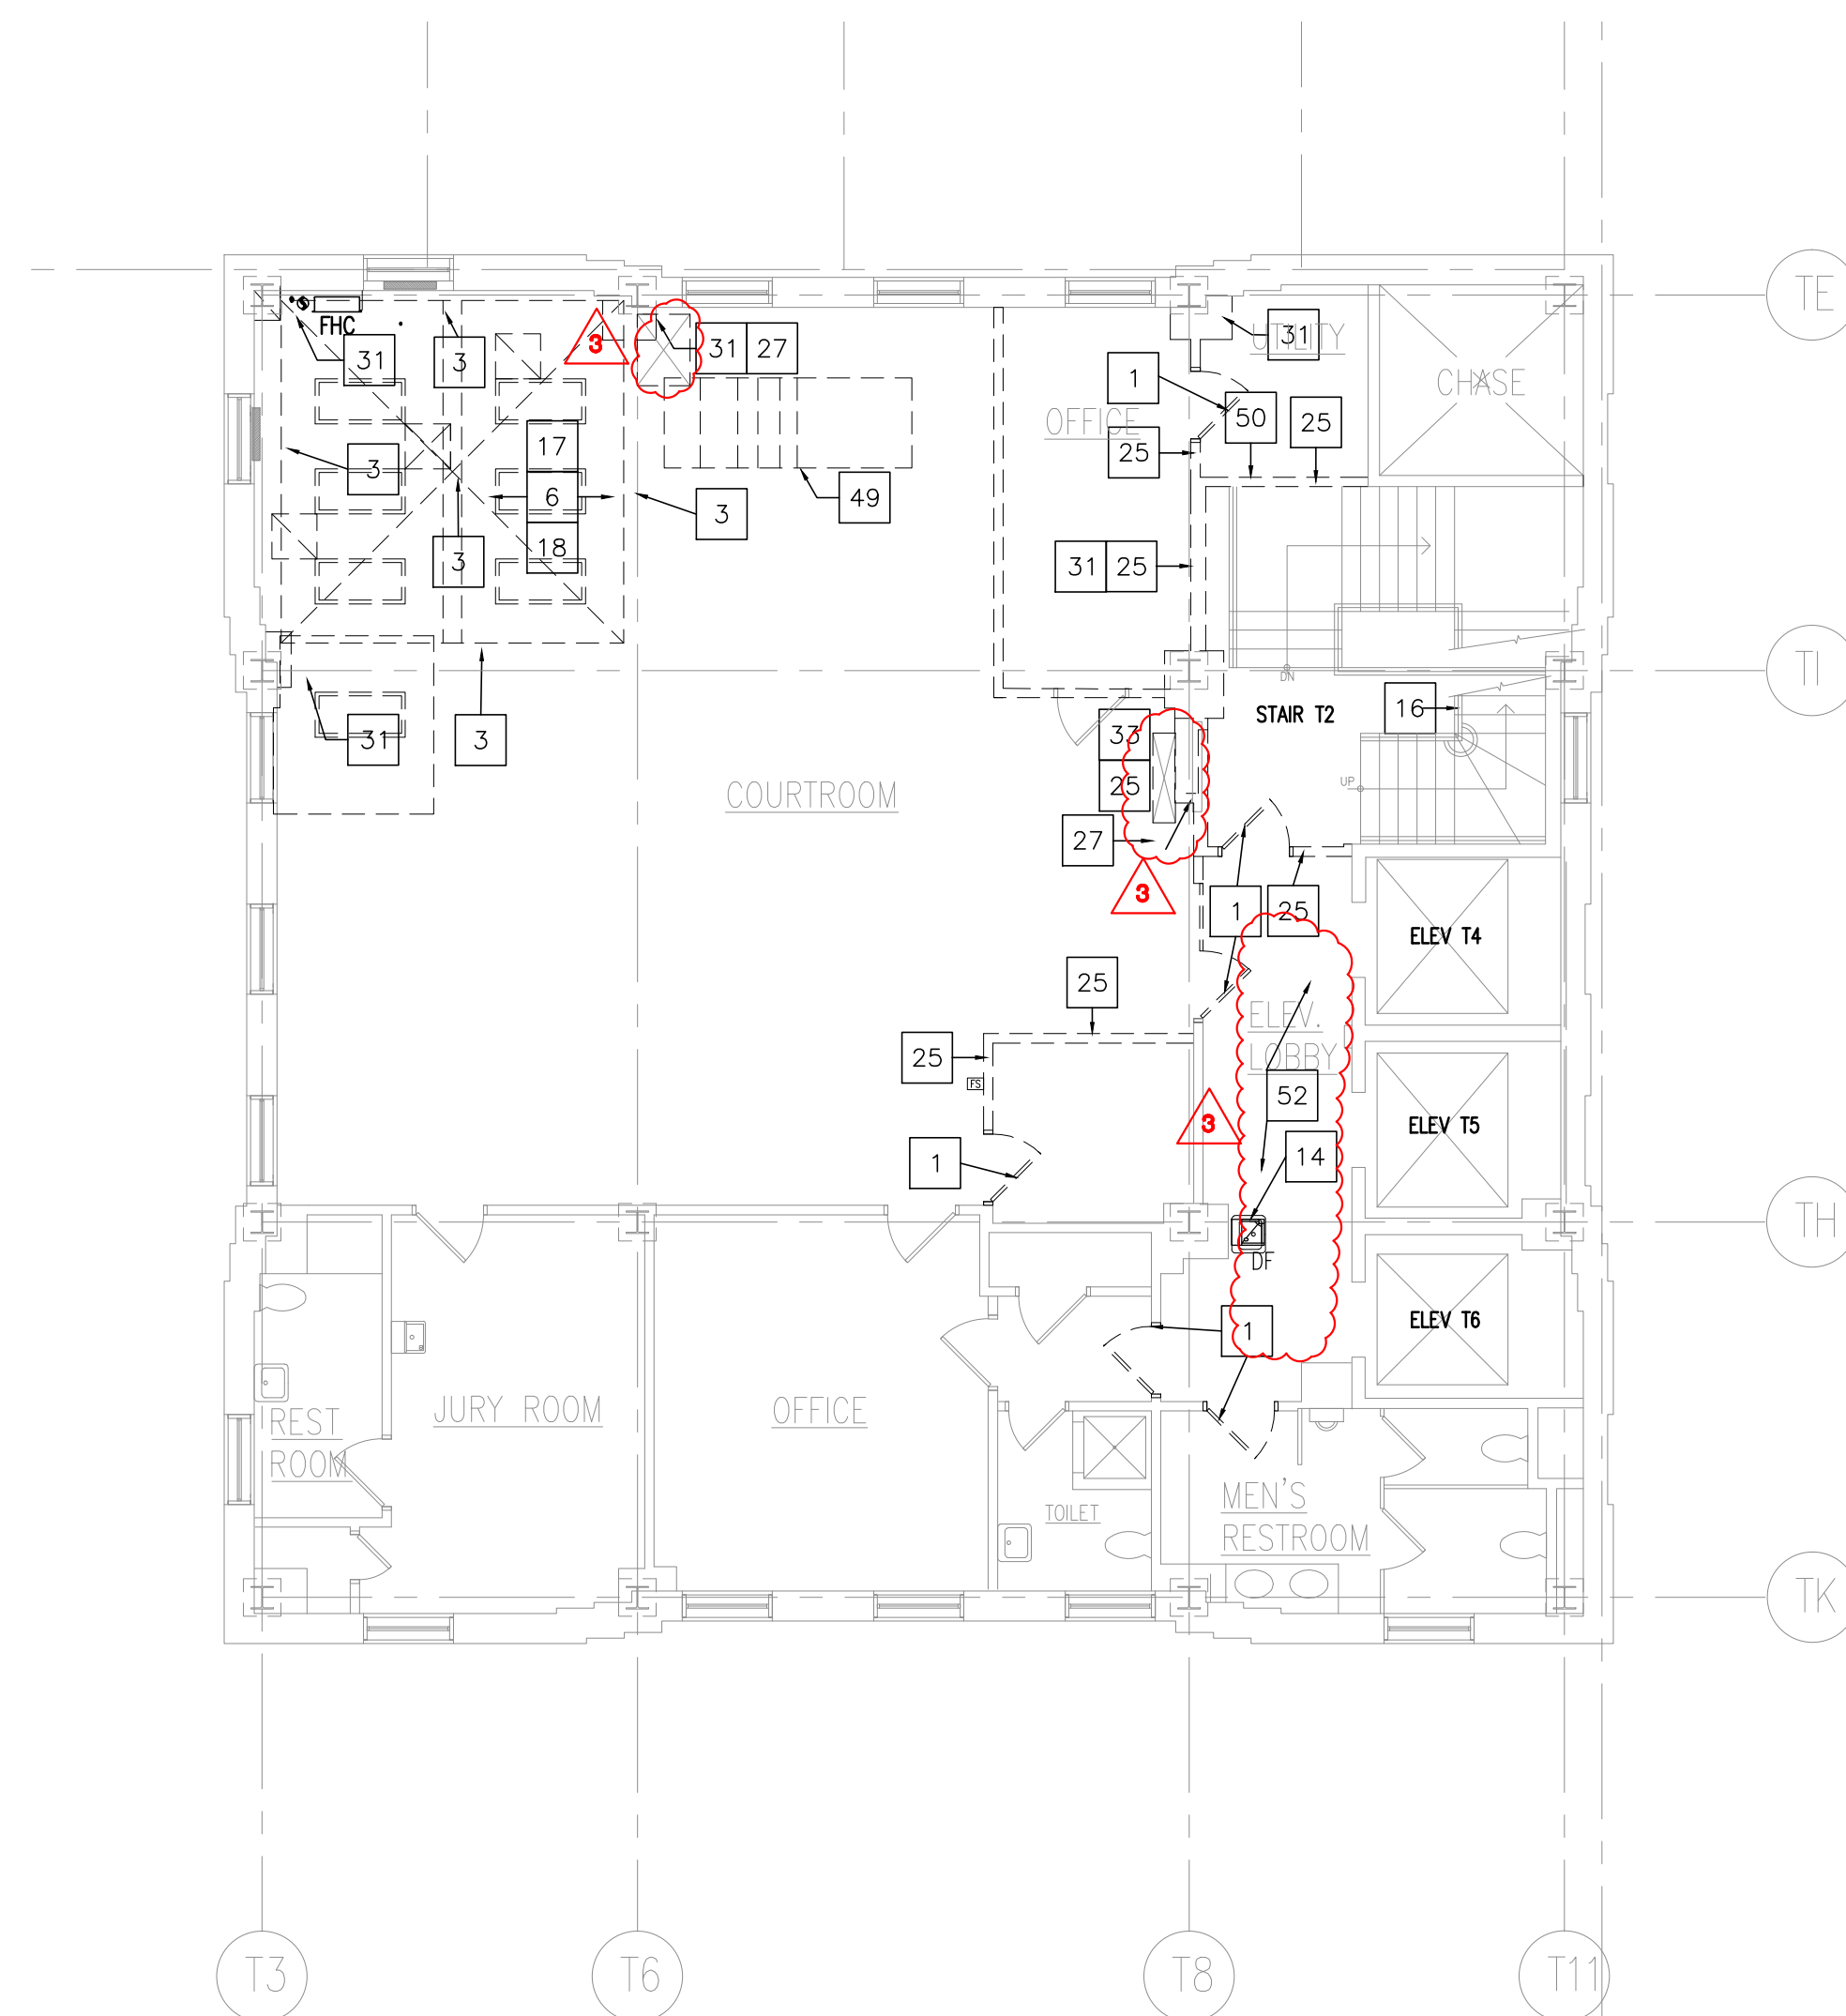 TE
FHC
31
3
3
31 27
31
UTILITY
1
50
25
CHASE
OFFICE
25
17
6
18
3
49
3
3
31 25
TI
DN
31
3
33
25
STAIR T2
16
UP
COURTROOM
27
3
1
25
ELEV T4
25
ELEV.
LOBBY
25
FS
52
3
ELEV T5
14
1
TH
DF
1
ELEV T6
REST
ROOM
JURY ROOM
OFFICE
TOILET
MEN'S
RESTROOM
TK
T3
T6
T8
T11